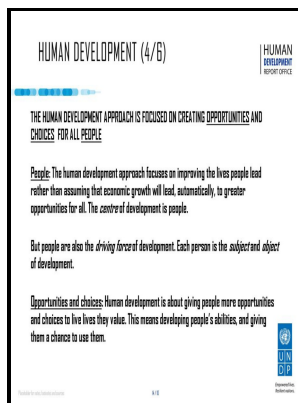 HUMAN DEVELOPMENT (4/6)
HUMAN
DEVELOPMENT
REPORT OFFICE
THE HUMAN DEVELOPMENT APPROACH IS FOCUSED ON CREATING OPPORTUNITIES AND
CHOICES FOR ALL PEOPLE
People: The human development approach focuses on improving the lives people lead
rather than assuming that economic growth will lead, automatically, to greater
opportunities for all. The centre of development is people.
But people are also the driving force of development. Each person is the subject and object
of development.
Opportunities and choices: Human development is about giving people more opportunities
and choices to live lives they value. This means developing people's abilities, and giving
them a chance to use them.
U N
D P
Empowered lives.
Resilient nations.